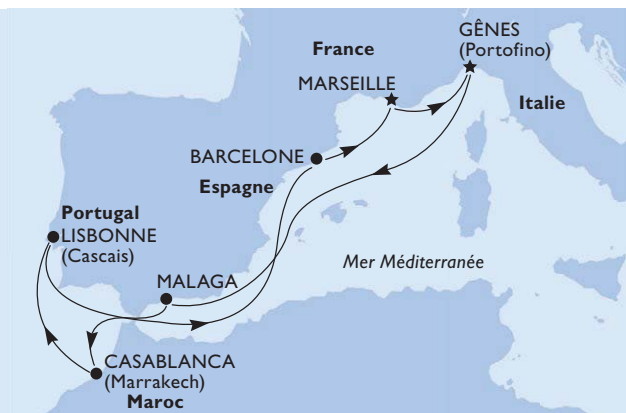 GÊNES
(Portofino)
France
MARSEILLE
Italie
BARCELONE
Espagne
Portugal
LISBONNE
(Cascais)
Mer Méditerranée
MALAGA
CASABLANCA
(Marrakech)
Maroc